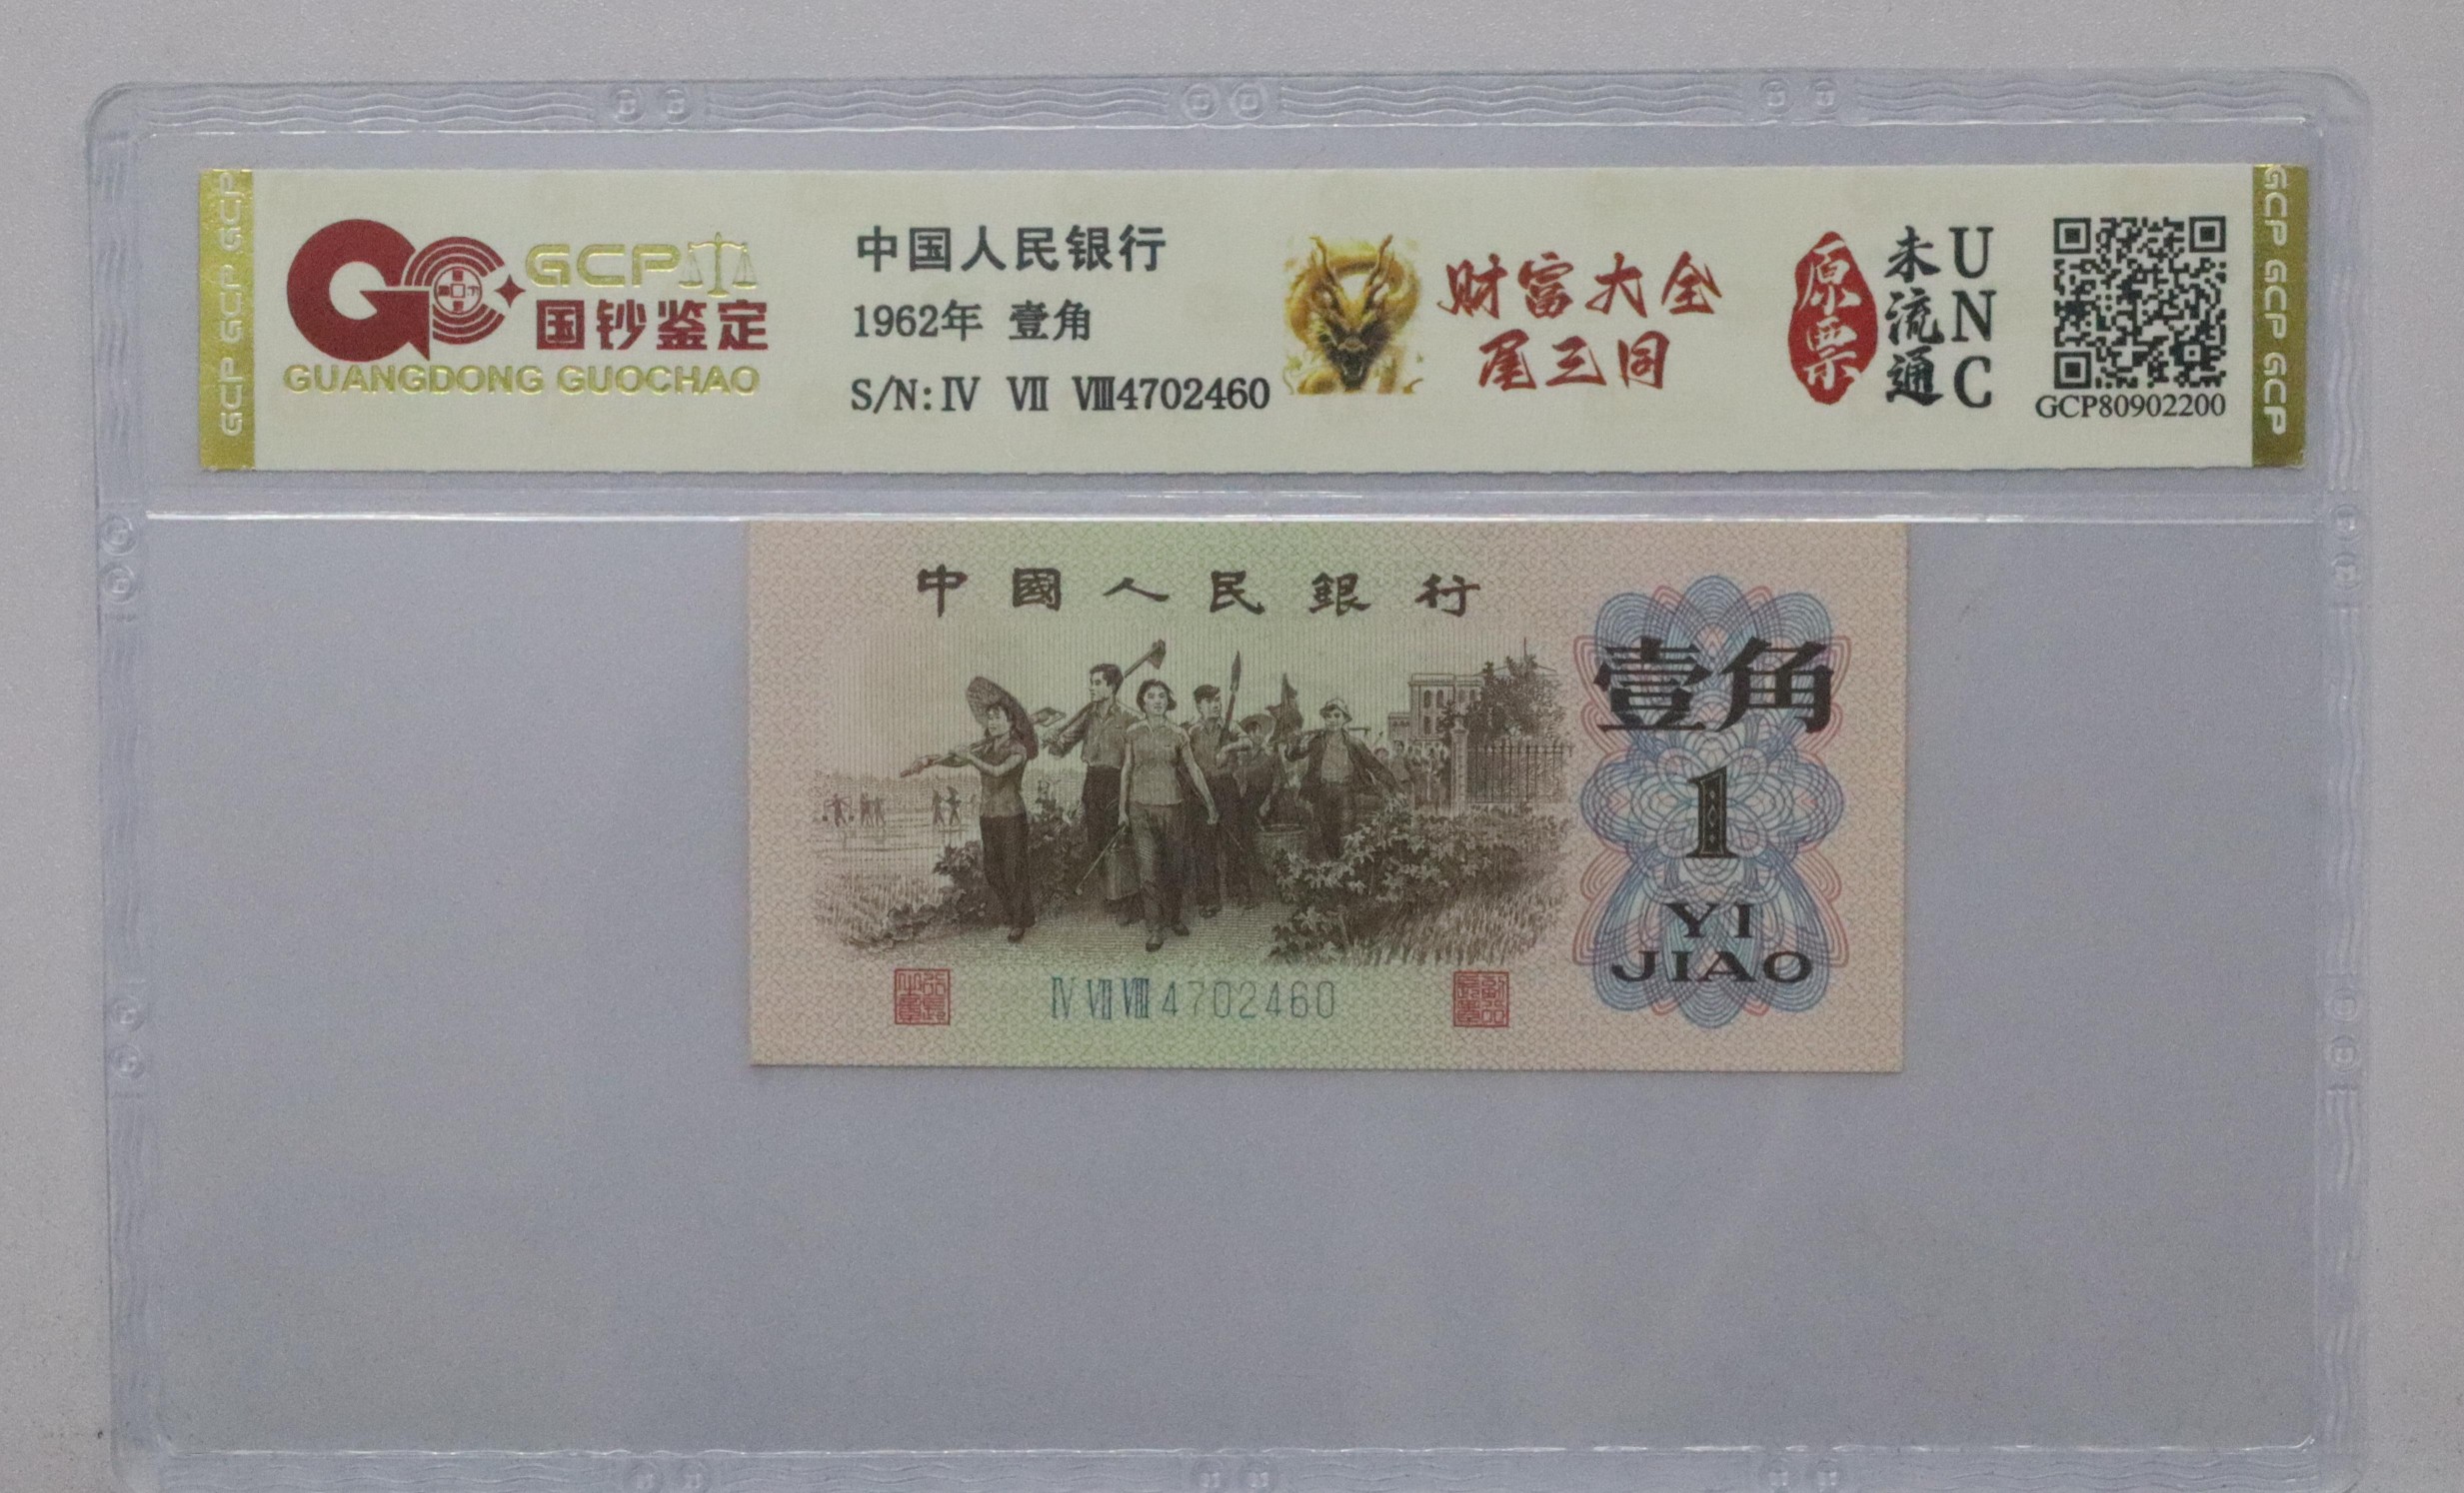 GCP GCP GCP
GCP
国钞鉴定
GUANGDONG GUOCHAO
中国人民银行
1962年 壹角
S/N:Ⅳ Ⅶ Ⅷ4702460
财富大全
尾三同
原票
未流通
UNC
GCP80902200
GCP GCP GCP
中國人民銀行
壹角
1
YI
JIAO
Ⅳ Ⅶ Ⅷ 4702460